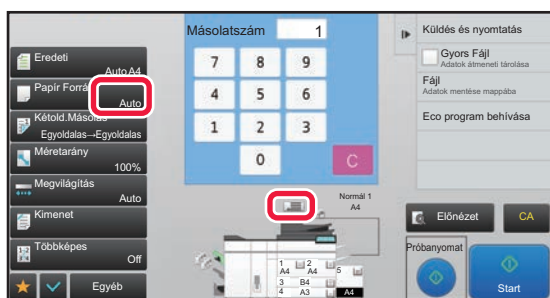 Másolatszám 1
Eredeti
Auto A4
Papír Forrá
Auto
Kétold.Másolás
Egyoldalas→Egyoldalas
Méretarány
100%
Megvilágítás
Auto
Kimenet
Többképes
Off
Egyéb
7 8 9
4 5 6
1 2 3
0 C
Normál 1
A4
1 2 5
A4 A4
3 B4
4 A3 A4
Küldés és nyomtatás
Gyors Fájl
Adatok átmeneti tárolása
Fájl
Adatok mentése mappába
Eco program behívása
Előnézet
CA
Próbanyomat
Start